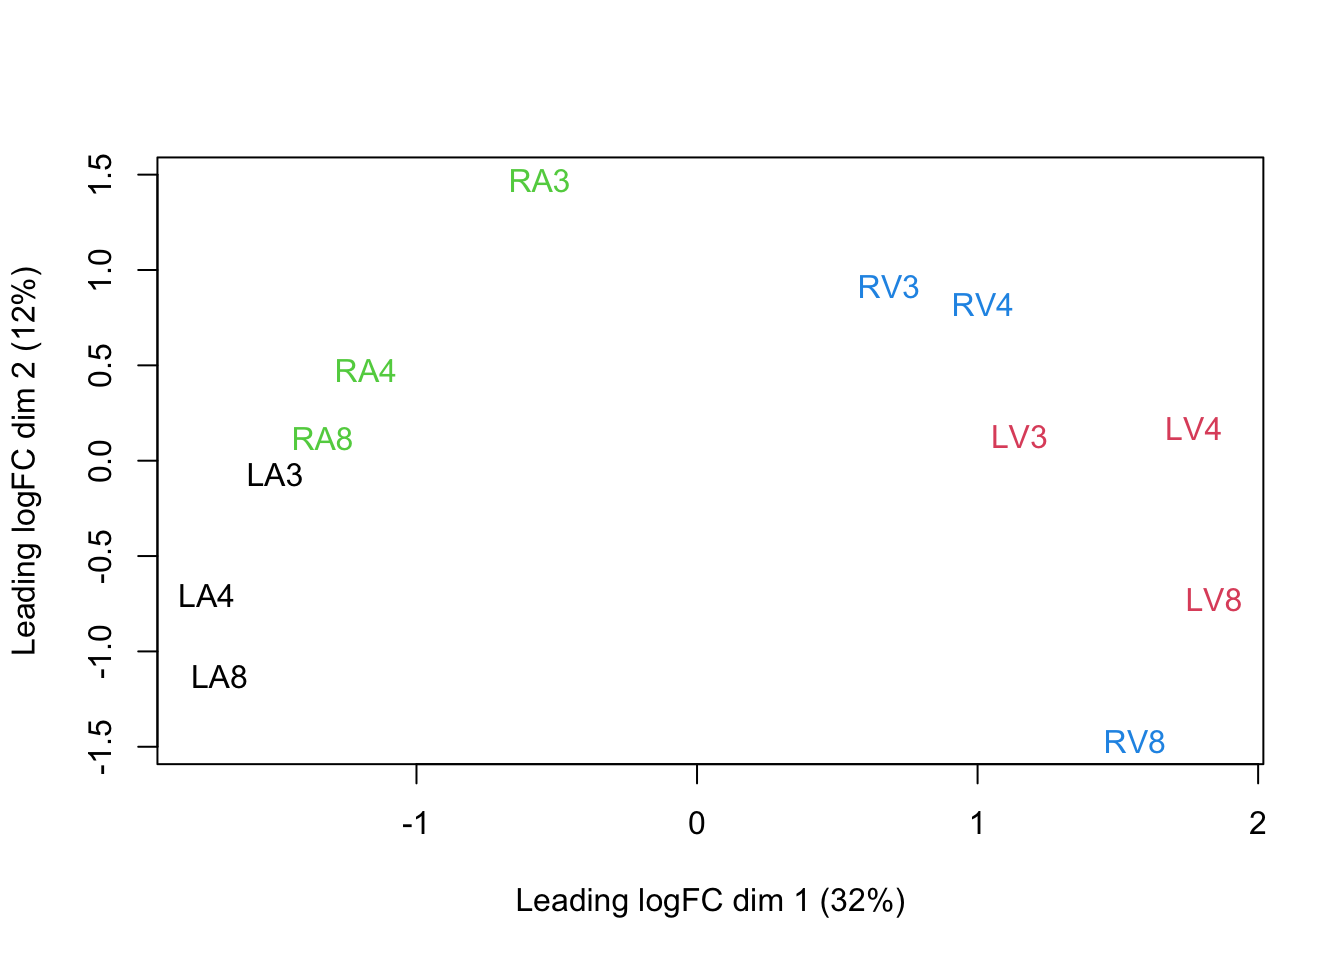 Leading logFC dim 2 (12%)
1.5
1.0
0.5
0.0
-0.5
-1.0
-1.5
RA3
RV3
RV4
RA4
LV4
LV3
RA8
LA3
LA4
LV8
LA8
RV8
-1
0
1
2
Leading logFC dim 1 (32%)